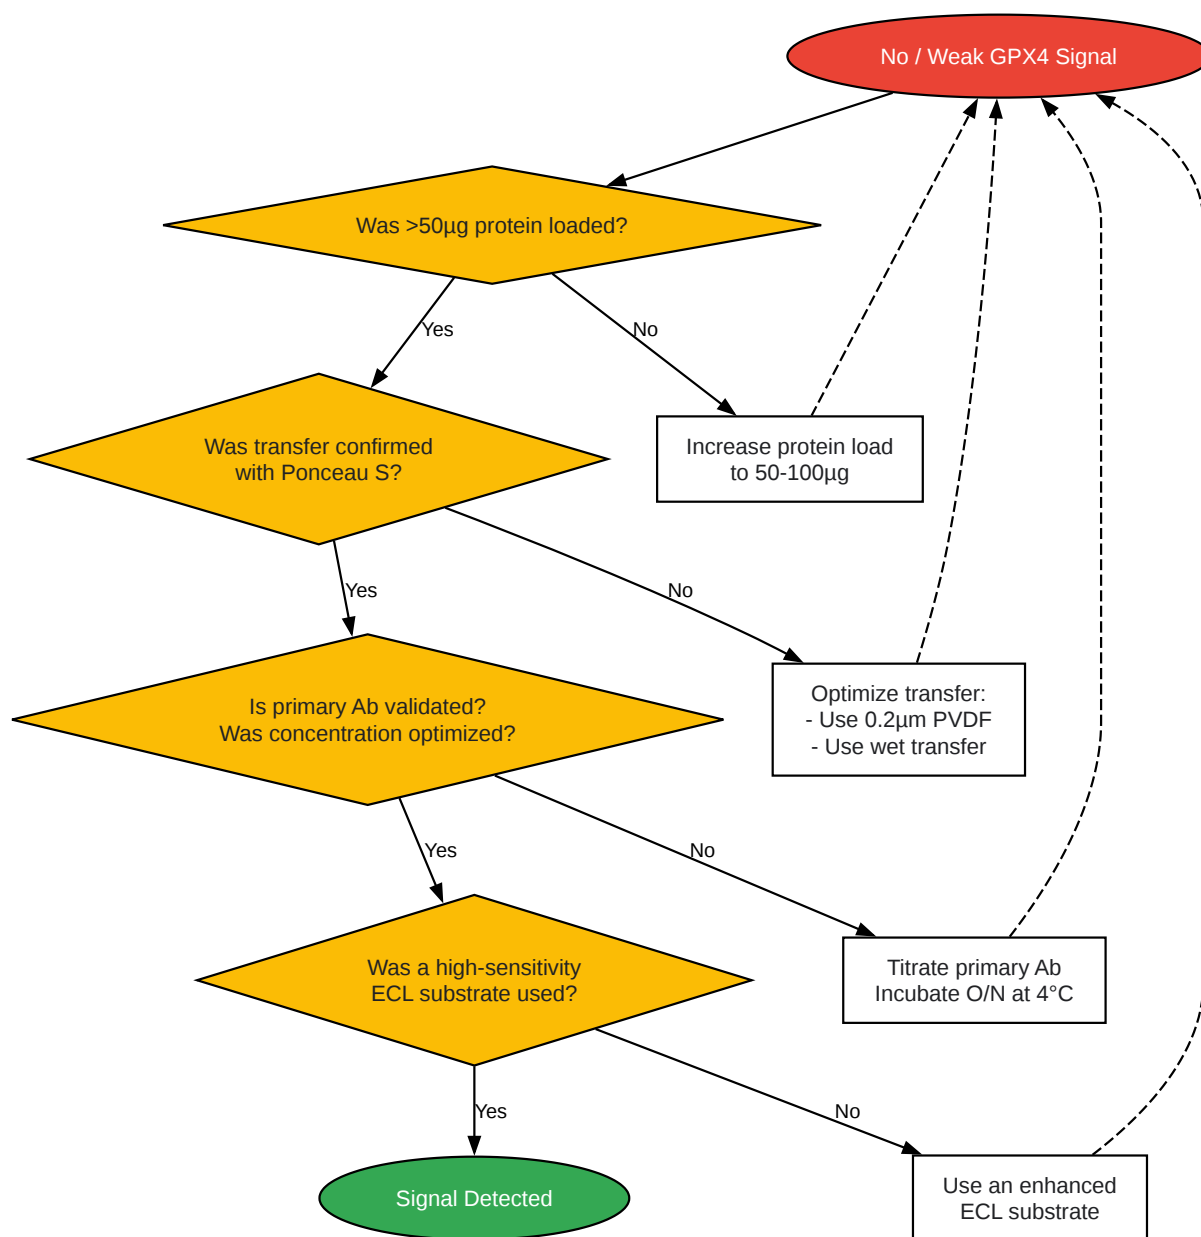 No / Weak GPX4 Signal
Was >50µg protein loaded?
Yes
No
Was transfer confirmed
with Ponceau S?
Increase protein load
to 50-100µg
Yes
No
Is primary Ab validated?
Was concentration optimized?
Optimize transfer:
- Use 0.2µm PVDF
- Use wet transfer
Yes
No
Was a high-sensitivity
ECL substrate used?
Titrate primary Ab
Incubate O/N at 4°C
Yes
No
Signal Detected
Use an enhanced
ECL substrate